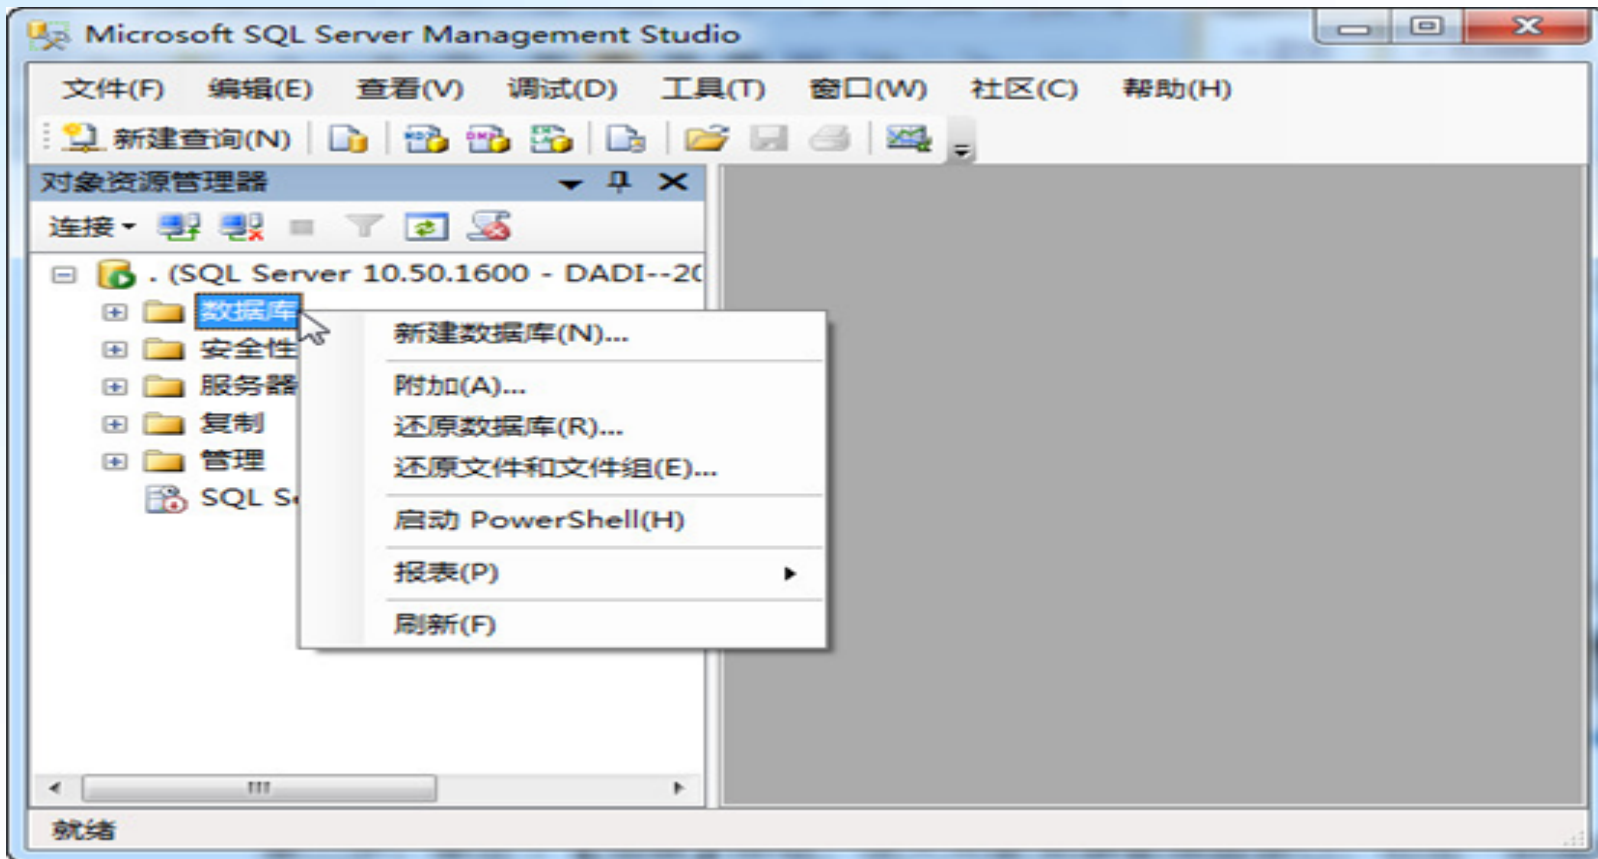 Microsoft SQL Server Management Studio
文件(F) 编辑(E) 查看(V) 调试(D) 工具(T) 窗口(W) 社区(C) 帮助(H)
新建查询(N)
对象资源管理器
连接
. (SQL Server 10.50.1600 - DADI--20
数据库
安全性
服务器
复制
管理
SQL Se
新建数据库(N)...
附加(A)...
还原数据库(R)...
还原文件和文件组(E)...
启动 PowerShell(H)
报表(P)
刷新(F)
就绪